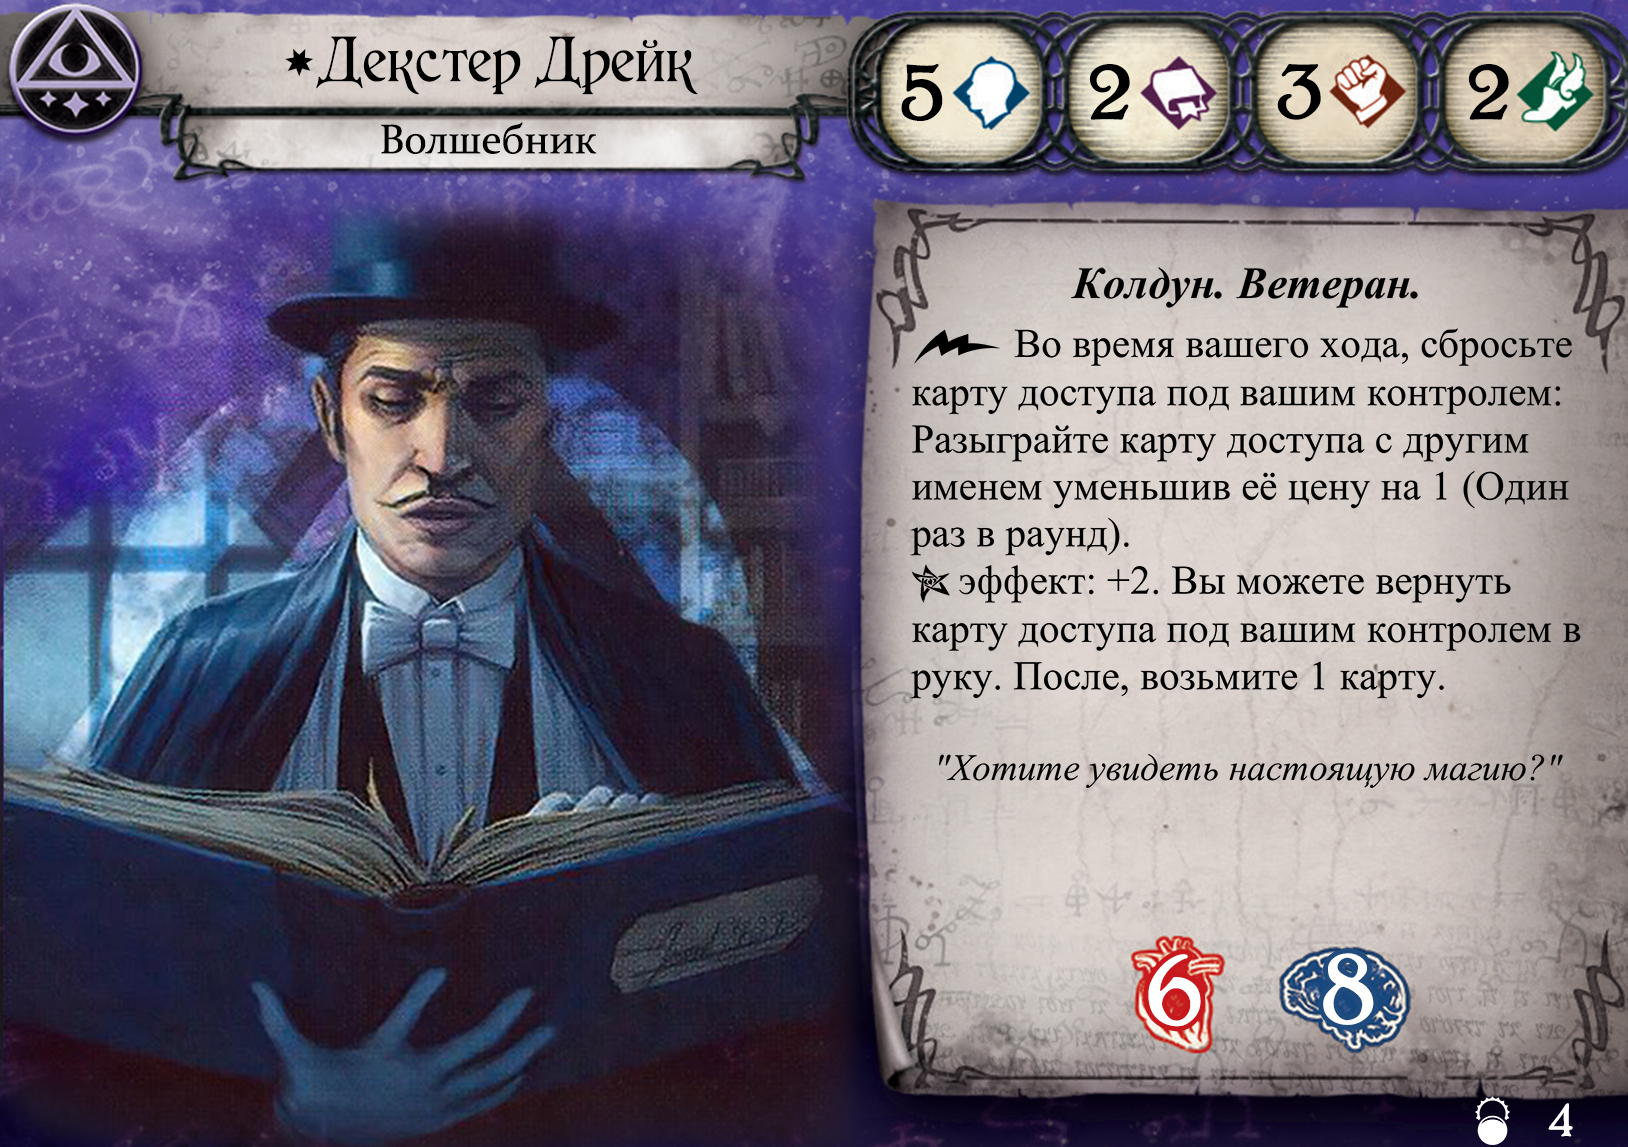 Декстер Дрейк
Волшебник
5 2 3 2
Колдун. Ветеран.
Во время вашего хода, сбросьте
карту доступа под вашим контролем:
Разыграйте карту доступа с другим
именем уменьшив её цену на 1 (Один
раз в раунд).
эффект: +2. Вы можете вернуть
карту доступа под вашим контролем в
руку. После, возьмите 1 карту.
"Хотите увидеть настоящую магию?"
6 8
4